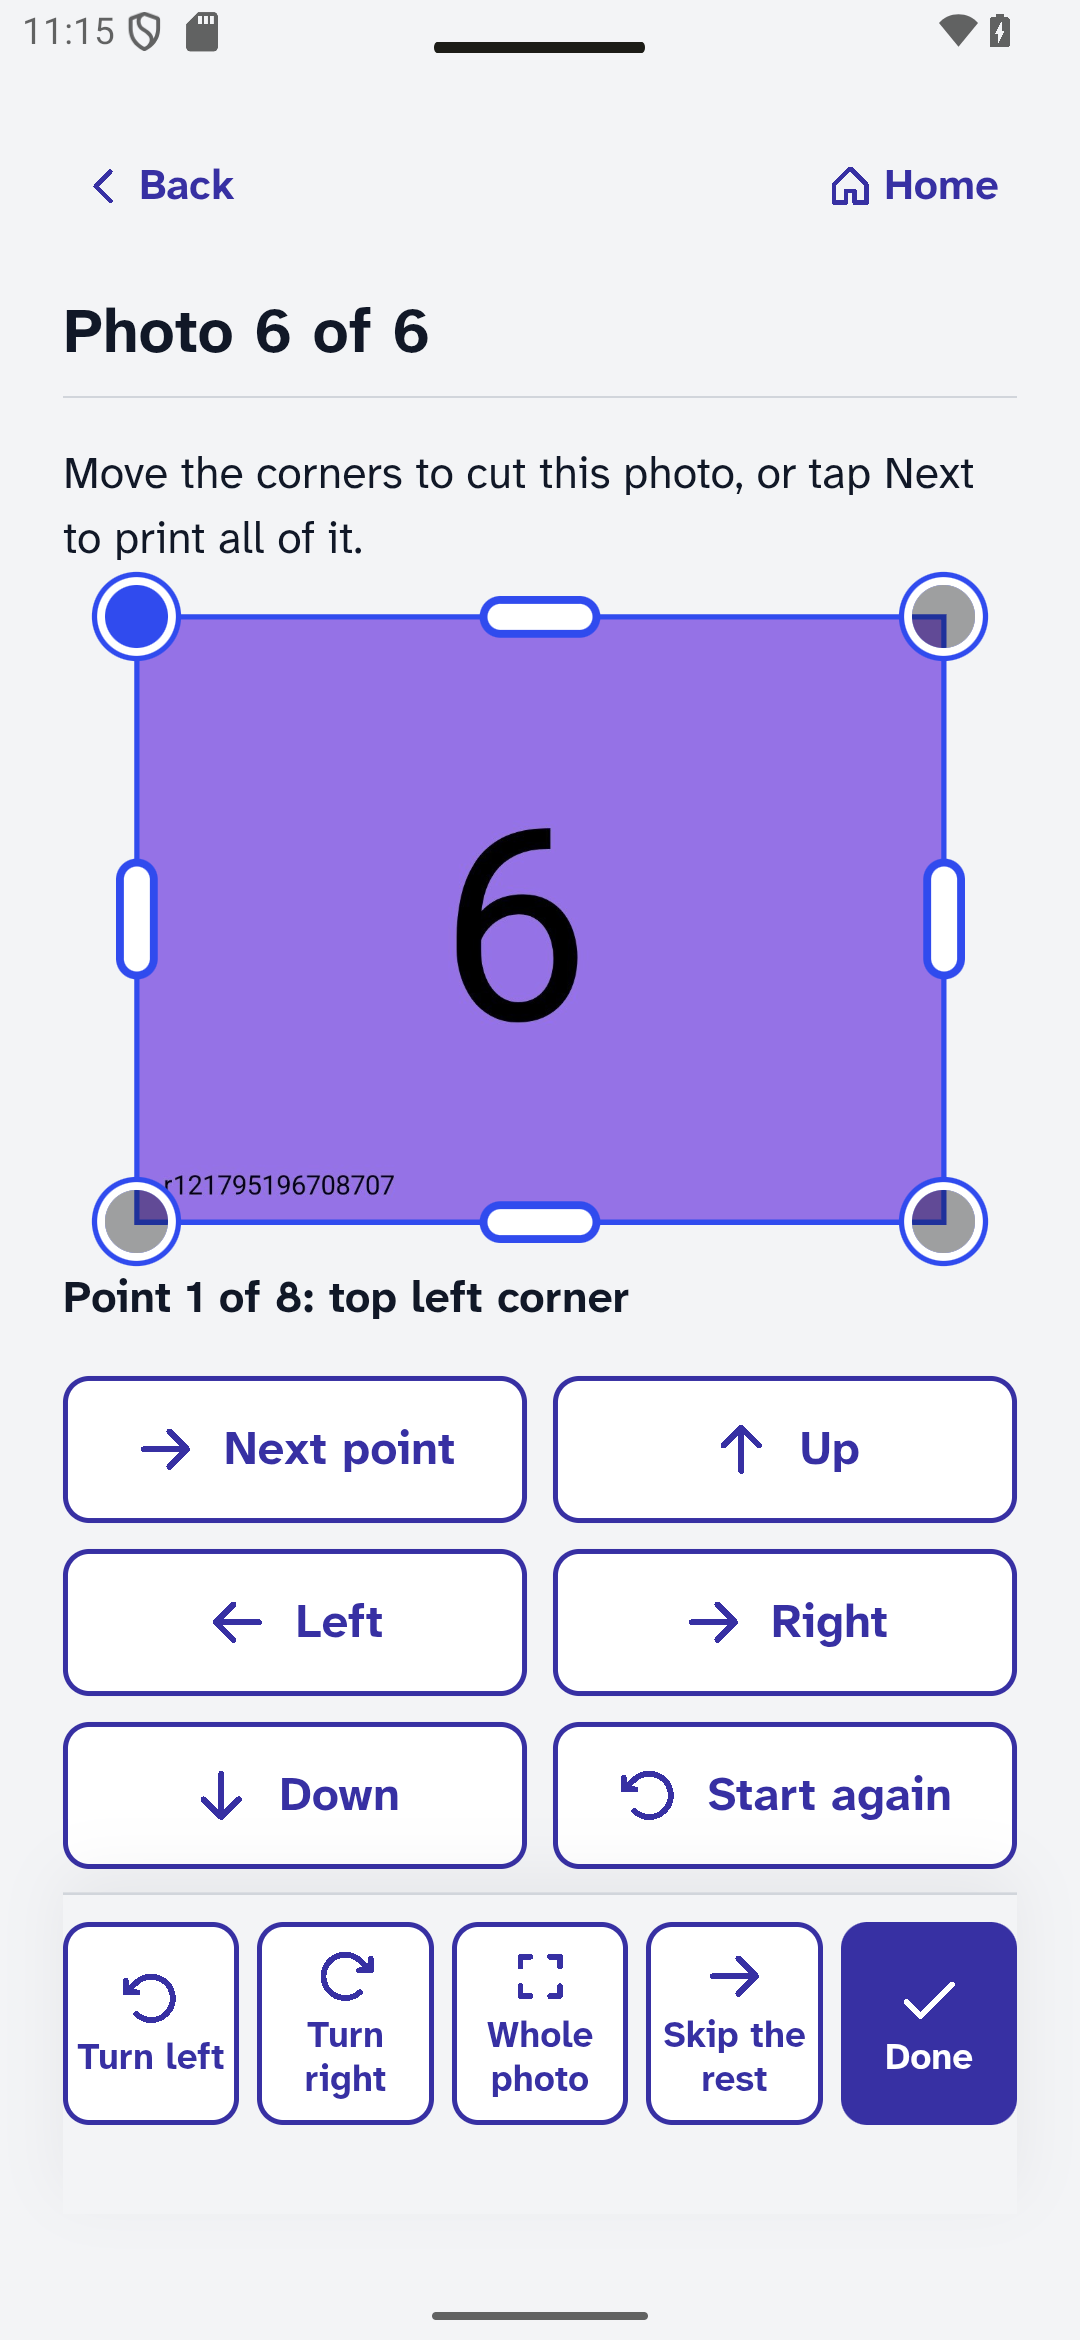 11:15
Back
Home
Photo 6 of 6
Move the corners to cut this photo, or tap Next
to print all of it.
6
r121795196708707
Point 1 of 8: top left corner
Next point
Up
Left
Right
Down
Start again
Turn left
Turn
right
Whole
photo
Skip the
rest
Done